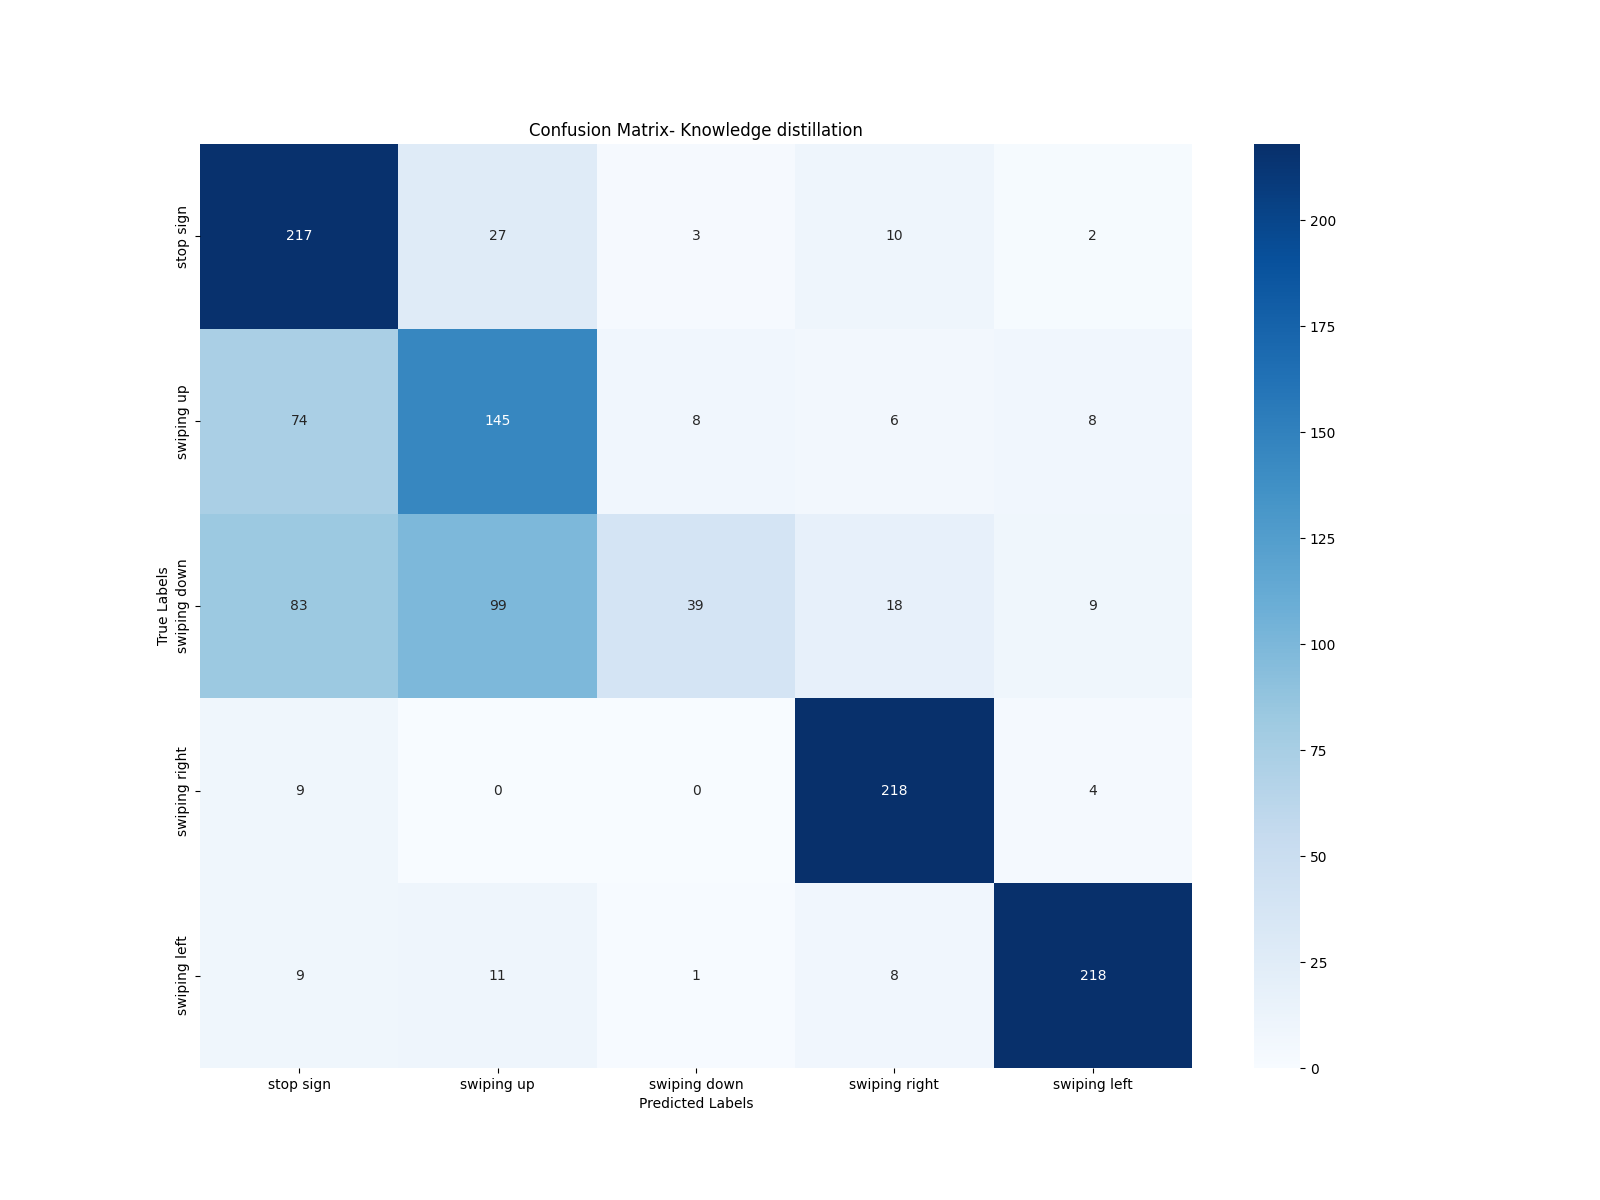 Confusion Matrix- Knowledge distillation
stop sign
217 27 3 10 2
swiping up
74 145 8 6 8
True Labels
swiping down
83 99 39 18 9
swiping right
9 0 0 218 4
swiping left
9 11 1 8 218
stop sign swiping up swiping down swiping right swiping left
Predicted Labels
200
175
150
125
100
75
50
25
0